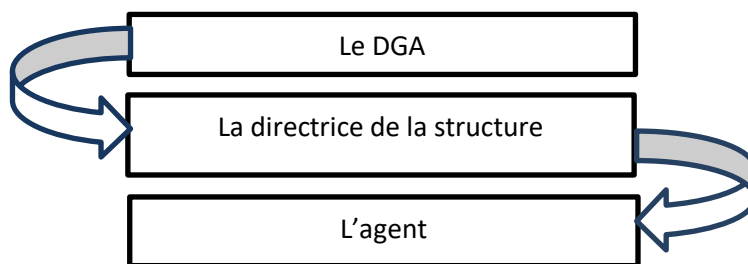 Le DGA
La directrice de la structure
L’agent